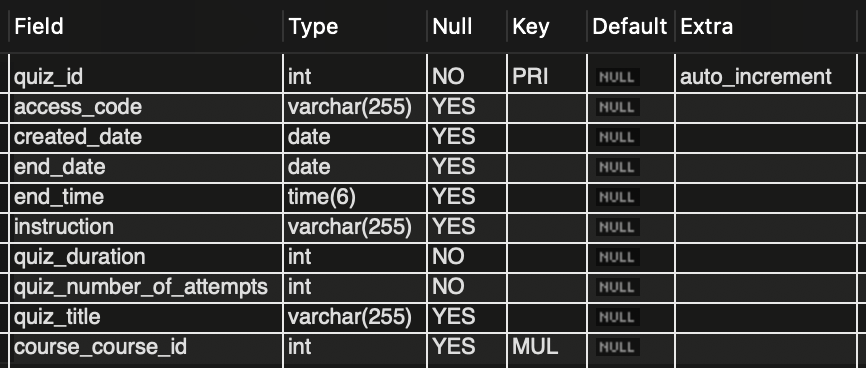 Field Type Null Key Default Extra
quiz_id int NO PRI NULL auto_increment
access_code varchar(255) YES NULL
created_date date YES NULL
end_date date YES NULL
end_time time(6) YES NULL
instruction varchar(255) YES NULL
quiz_duration int NO NULL
quiz_number_of_attempts int NO NULL
quiz_title varchar(255) YES NULL
course_course_id int YES MUL NULL